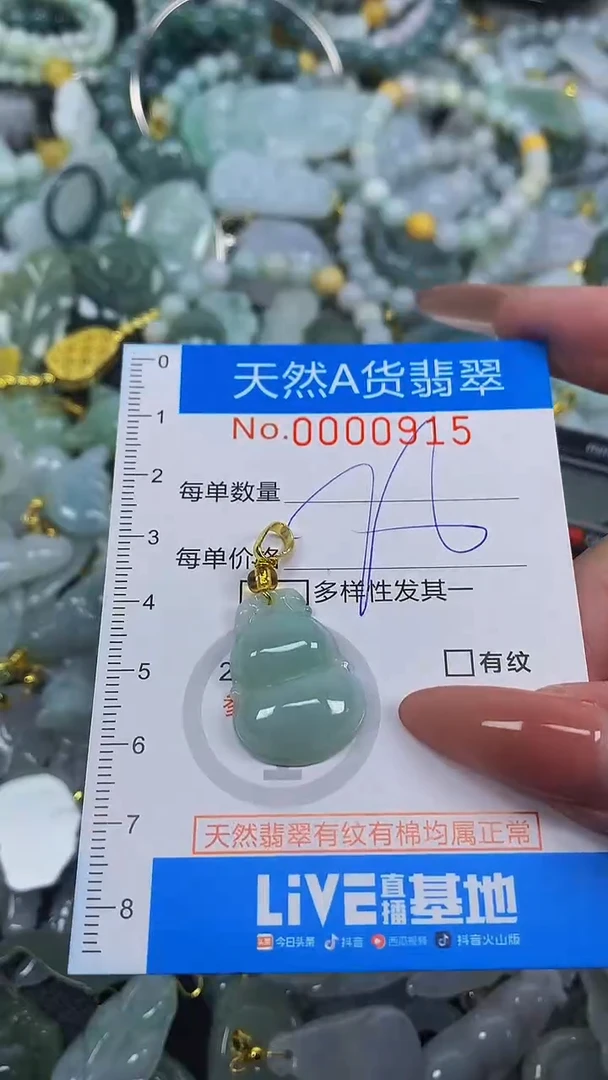 0
天然A货翡翠
No.0000915
1
2
每单数量
3
每单价
4
多样性发其一
5
2
有纹
6
7
天然翡翠有纹有棉均属正常
8
LiVE直播基地
今日头条 抖音 西瓜视频 抖音火山版